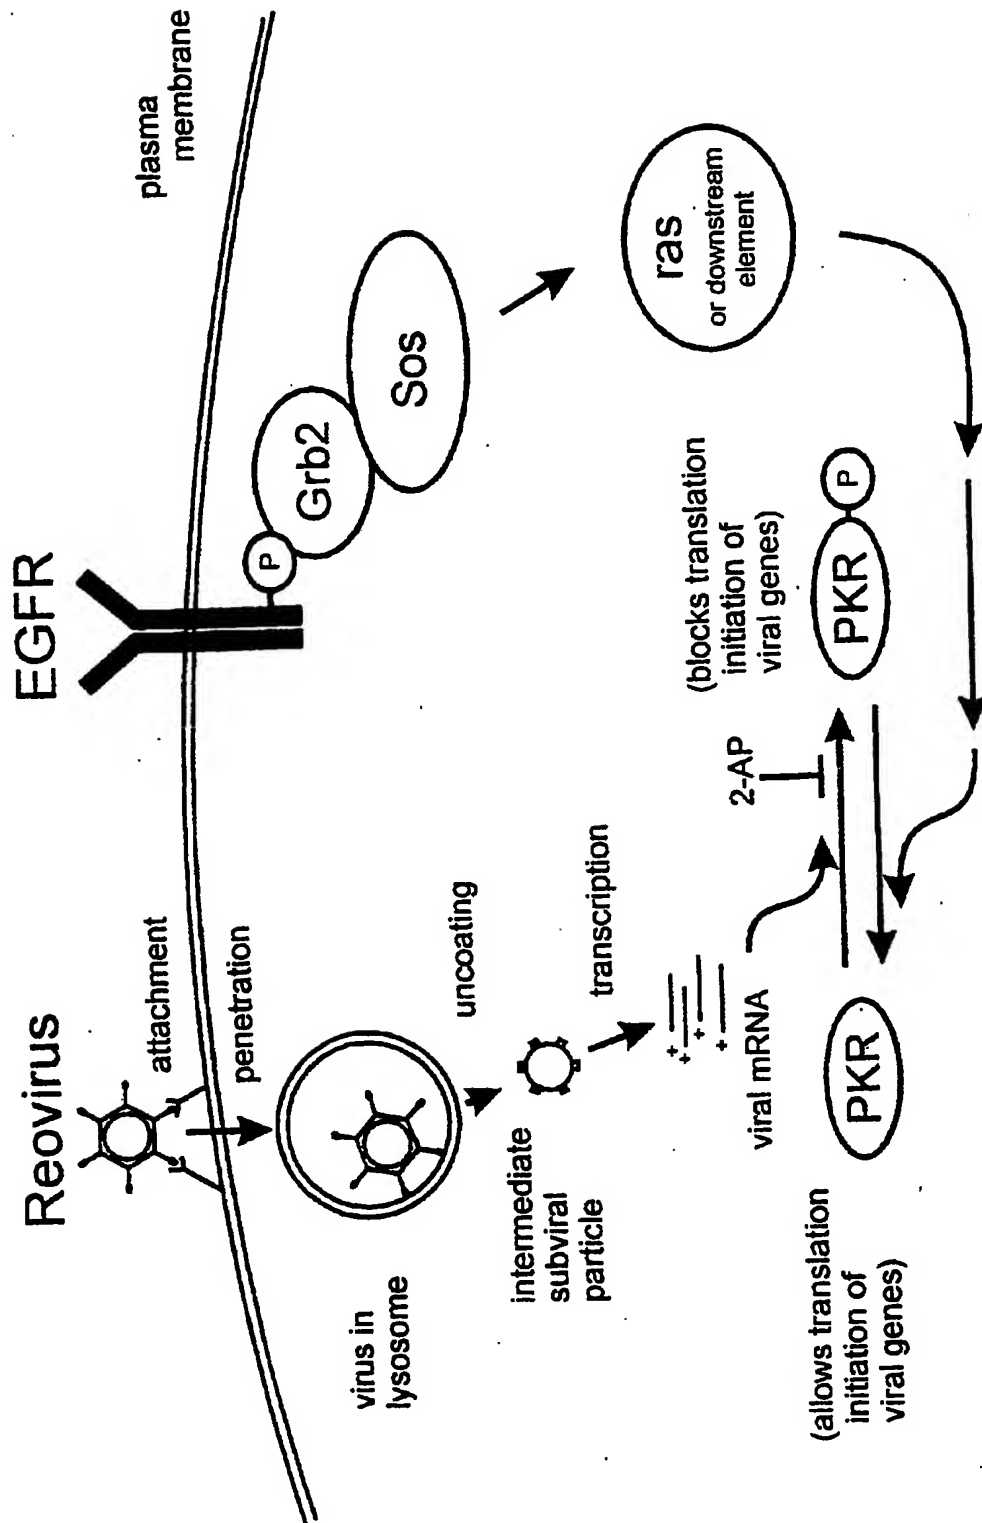 Reovirus
EGFR
plasma
membrane
attachment
penetration
P
Grb2
Sos
virus in
lysosome
uncoating
ras
or downstream
element
intermediate
subviral
particle
transcription
+
+
+
+
viral mRNA
2-AP
(blocks translation
initiation of
viral genes)
PKR
P
PKR
(allows translation
initiation of
viral genes)